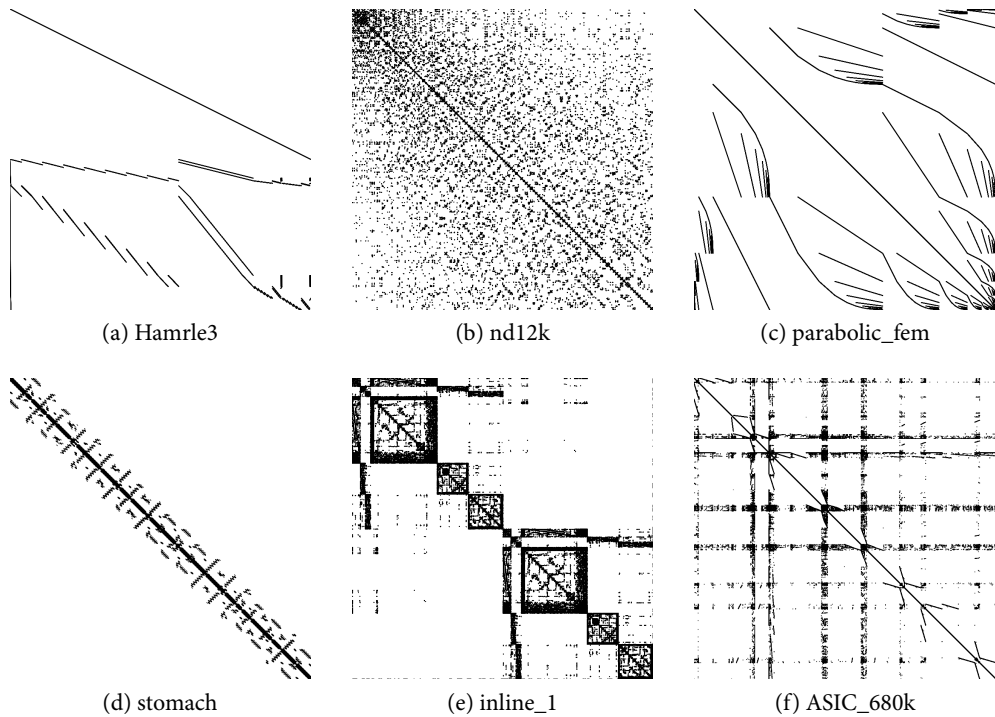 (a) Hamrle3
(b) nd12k
(c) parabolic_fem
(d) stomach
(e) inline_1
(f) ASIC_680k